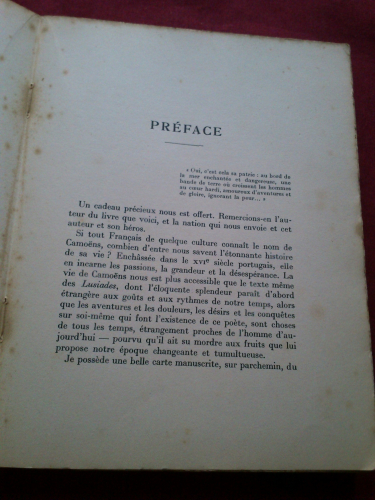 PRÉFACE
« Oui, c'est cela sa patrie : au bord de
la mer enchantée et dangereuse, une
bande de terre où croissent les hommes
au cœur hardi, amoureux d'aventures et
de gloire, ignorant la peur... »
Un cadeau précieux nous est offert. Remercions-en l'au-
teur du livre que voici, et la nation qui nous envoie et cet
auteur et son héros.
Si tout Français de quelque culture connaît le nom de
Camoëns, combien d'entre nous savent l'étonnante histoire
de sa vie ? Enchâssée dans le XVIe siècle portugais, elle
en incarne les passions, la grandeur et la désespérance. La
vie de Camoëns nous est plus accessible que le texte même
des Lusiades, dont l'éloquente splendeur paraît d'abord
étrangère aux goûts et aux rythmes de notre temps, alors
que les aventures et les douleurs, les désirs et les conquêtes
sur soi-même qui font l'existence de ce poète, sont choses
de tous les temps, étrangement proches de l'homme d'au-
jourd'hui — pourvu qu'il ait su mordre aux fruits que lui
propose notre époque changeante et tumultueuse.
Je possède une belle carte manuscrite, sur parchemin, du